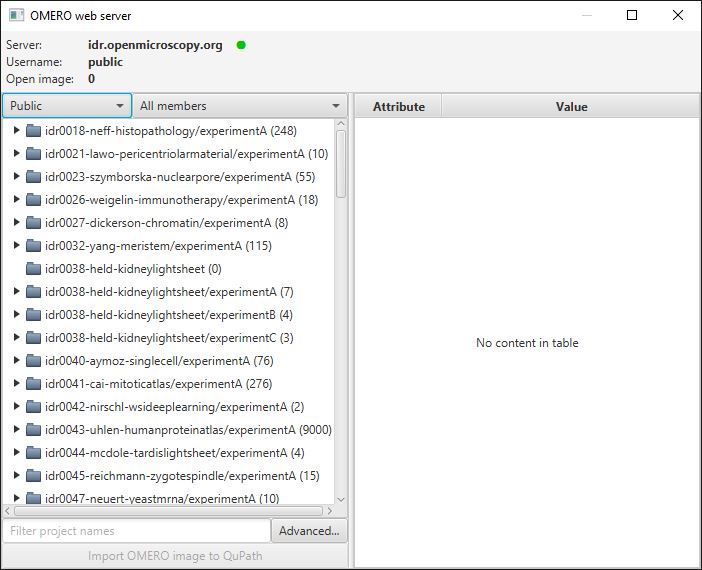 OMERO web server
Server: idr.openmicroscopy.org
Username: public
Open image: 0
Public All members Attribute Value
idr0018-neff-histopathology/experimentA (248)
idr0021-lawo-pericentriolarmaterial/experimentA (10)
idr0023-szymborska-nuclearpore/experimentA (55)
idr0026-weigelin-immunotherapy/experimentA (18)
idr0027-dickerson-chromatin/experimentA (8)
idr0032-yang-meristem/experimentA (115)
idr0038-held-kidneylightsheet (0)
idr0038-held-kidneylightsheet/experimentA (7)
idr0038-held-kidneylightsheet/experimentB (4)
idr0038-held-kidneylightsheet/experimentC (3)
No content in table
idr0040-aymoz-singlecell/experimentA (76)
idr0041-cai-mitoticatlas/experimentA (276)
idr0042-nirschl-wsideeplearning/experimentA (2)
idr0043-uhlen-humanproteinatlas/experimentA (9000)
idr0044-mcdole-tardislightsheet/experimentA (4)
idr0045-reichmann-zygotespindle/experimentA (15)
idr0047-neuert-yeastmrna/experimentA (10)
Filter project names Advanced...
Import OMERO image to QuPath